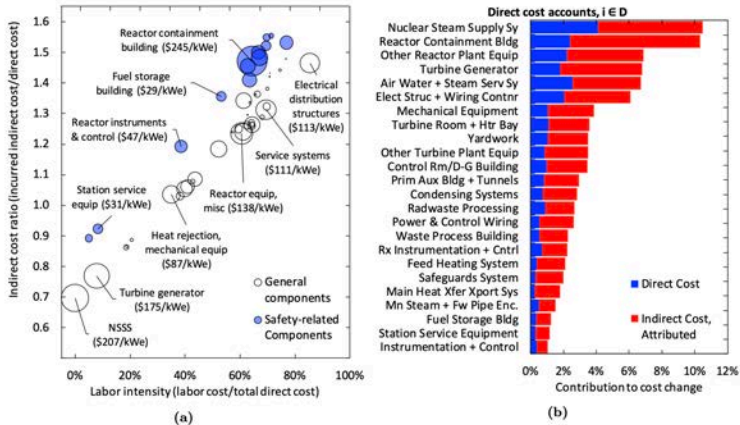 (a)
Indirect cost ratio (incurred indirect cost/direct cost)
1.6
1.5
1.4
1.3
1.2
1.1
1.0
0.9
0.8
0.7
0.6
Reactor containment
building ($245/kWe)
Fuel storage
building ($29/kWe)
Electrical
distribution
structures
($113/kWe)
Reactor instruments
& control ($47/kWe)
Service systems
($111/kWe)
Station service
equip ($31/kWe)
Reactor equip,
misc ($138/kWe)
Heat rejection,
mechanical equip
($87/kWe)
General
components
Safety-related
Components
Turbine generator
($175/kWe)
NSSS
($207/kWe)
0%
20%
40%
60%
80%
100%
Labor intensity (labor cost/total direct cost)
(a)
Direct cost accounts, i ∈ D
Nuclear Steam Supply Sy
Reactor Containment Bldg
Other Reactor Plant Equip
Turbine Generator
Air Water + Steam Serv Sy
Elect Struc + Wiring Contnr
Mechanical Equipment
Turbine Room + Htr Bay
Yardwork
Other Turbine Plant Equip
Control Rm/D-G Building
Prim Aux Bldg + Tunnels
Condensing Systems
Radwaste Processing
Power & Control Wiring
Waste Process Building
Rx Instrumentation + Cntrl
Feed Heating System
Safeguards System
Main Heat Xfer Xport Sys
Mn Steam + Fw Pipe Enc.
Fuel Storage Bldg
Station Service Equipment
Instrumentation + Control
Direct Cost
Indirect Cost,
Attributed
0%
2%
4%
6%
8%
10%
12%
Contribution to cost change
(b)